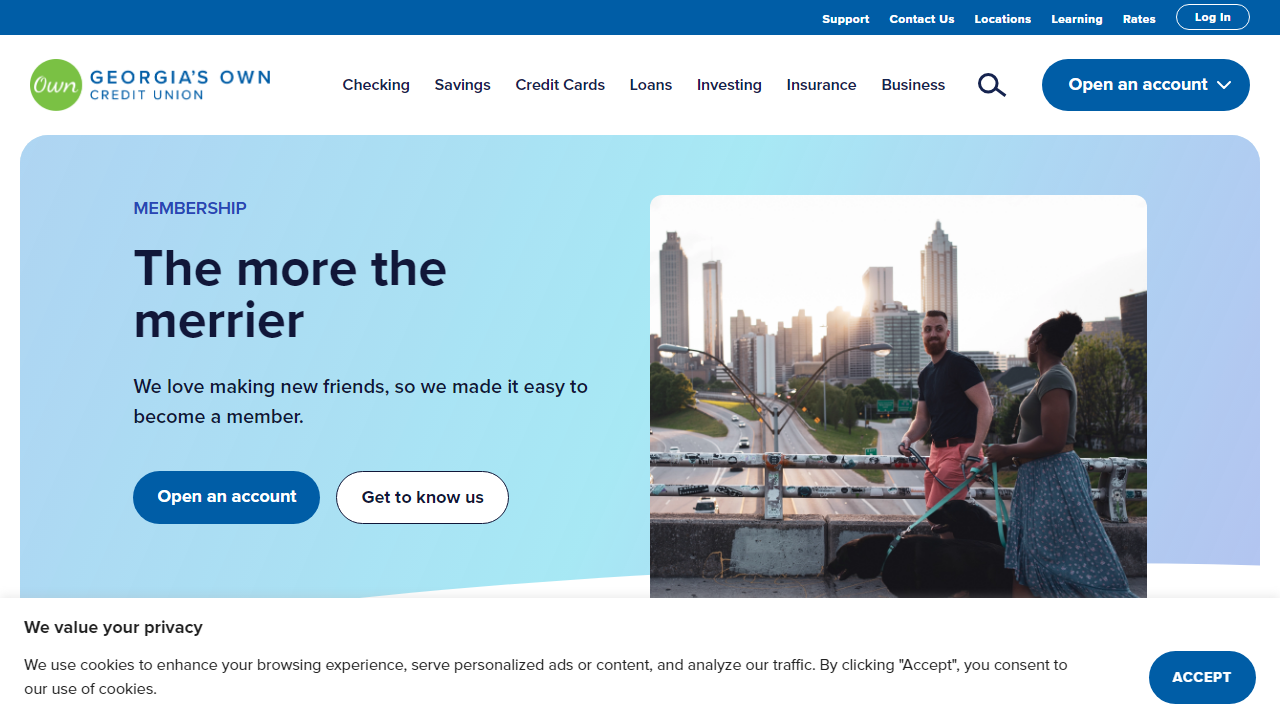 Support Contact Us Locations Learning Rates Log In
Own GEORGIA'S OWN
CREDIT UNION
Checking Savings Credit Cards Loans Investing Insurance Business Open an account
MEMBERSHIP
The more the
merrier
We love making new friends, so we made it easy to
become a member.
Open an account Get to know us
We value your privacy
We use cookies to enhance your browsing experience, serve personalized ads or content, and analyze our traffic. By clicking "Accept", you consent to
our use of cookies.
ACCEPT